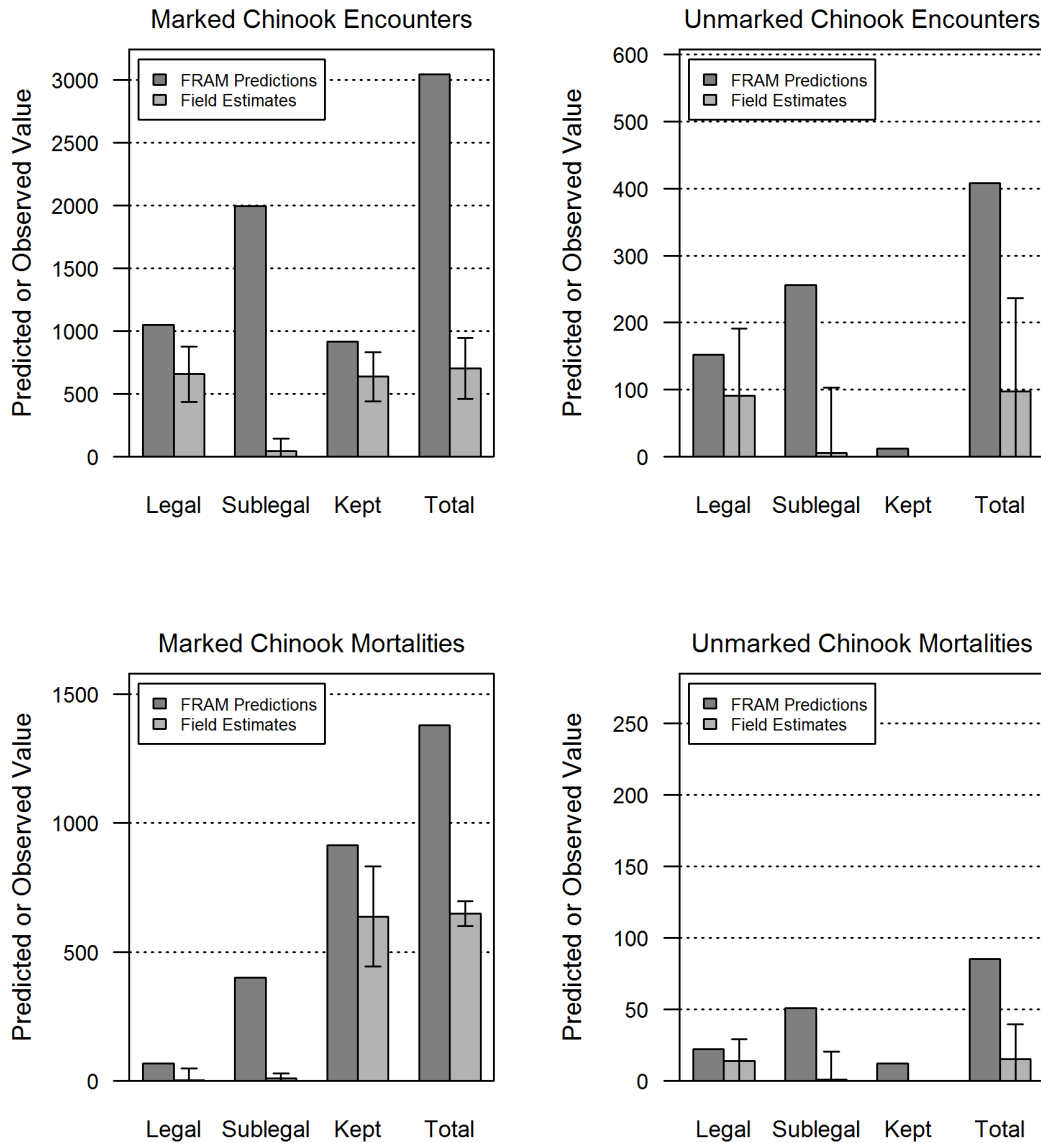 Marked Chinook Encounters
Predicted or Observed Value
3000
2500
2000
1500
1000
500
0
FRAM Predictions
Field Estimates
Legal Sublegal Kept Total
Unmarked Chinook Encounters
Predicted or Observed Value
600
500
400
300
200
100
0
FRAM Predictions
Field Estimates
Legal Sublegal Kept Total
Marked Chinook Mortalities
Predicted or Observed Value
1500
1000
500
0
FRAM Predictions
Field Estimates
Legal Sublegal Kept Total
Unmarked Chinook Mortalities
Predicted or Observed Value
250
200
150
100
50
0
FRAM Predictions
Field Estimates
Legal Sublegal Kept Total